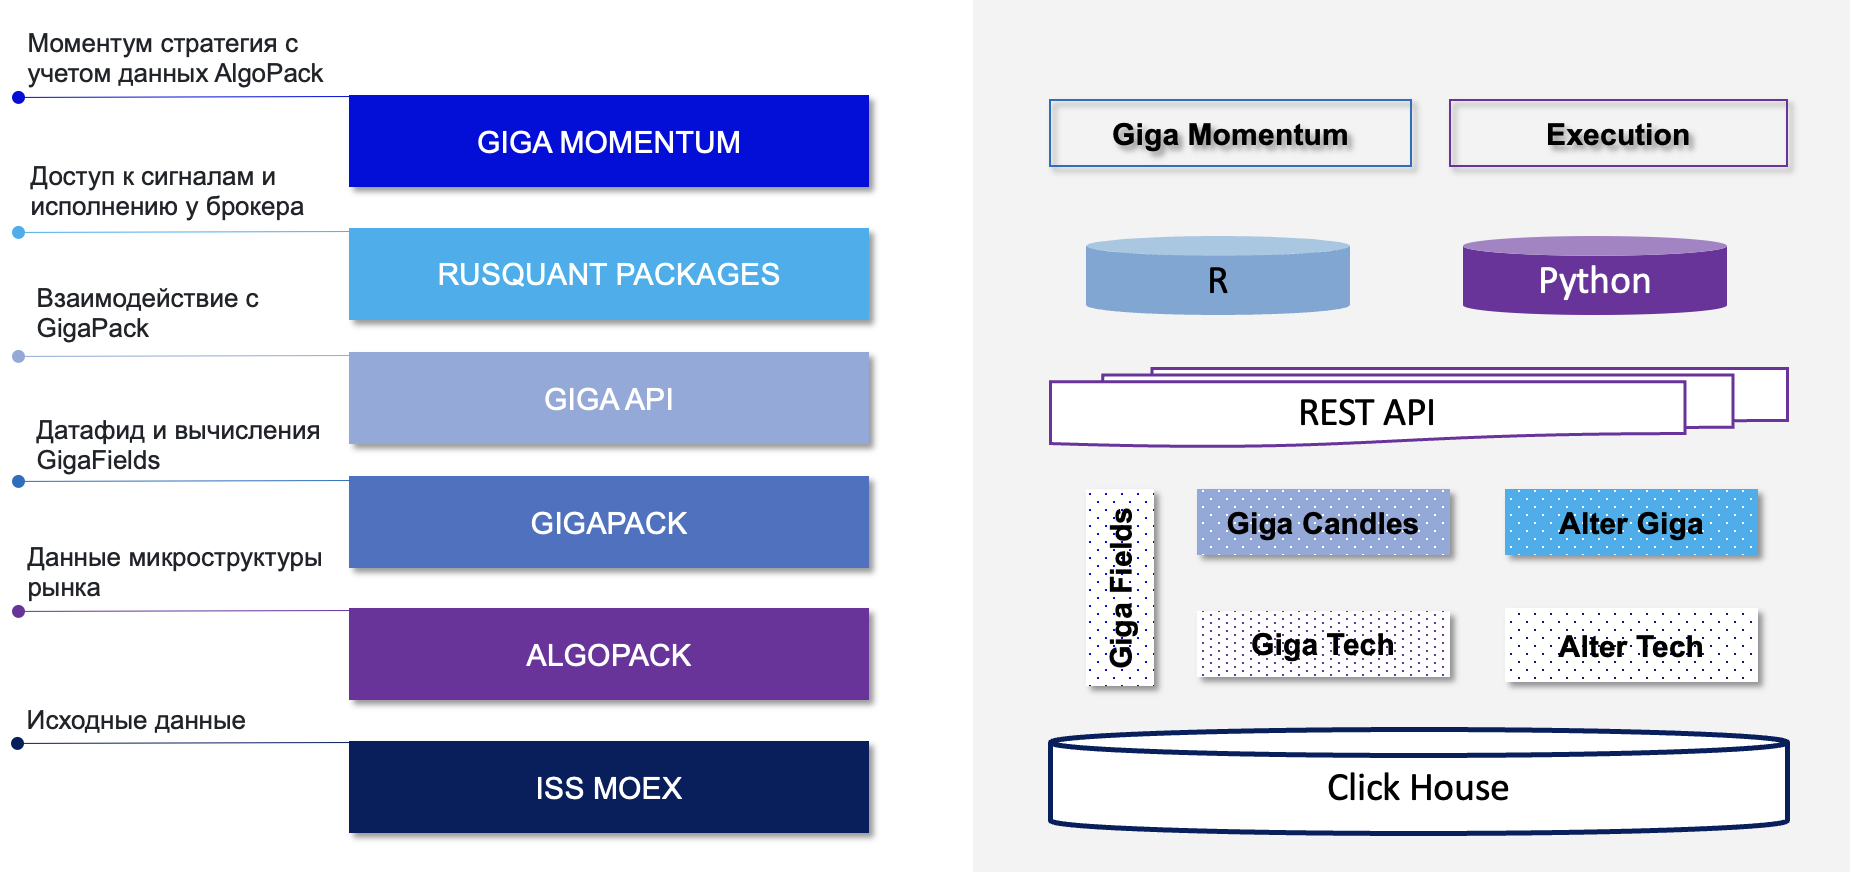 Моментум стратегия с
учетом данных AlgoPack
GIGA MOMENTUM
Доступ к сигналам и
исполнению у брокера
RUSQUANT PACKAGES
Взаимодействие с
GigaPack
GIGA API
Датафид и вычисления
GigaFields
GIGAPACK
Данные микроструктуры
рынка
ALGOPACK
Исходные данные
ISS MOEX
Giga Momentum
Execution
R
Python
REST API
Giga Fields
Giga Candles
Alter Giga
Giga Tech
Alter Tech
Click House